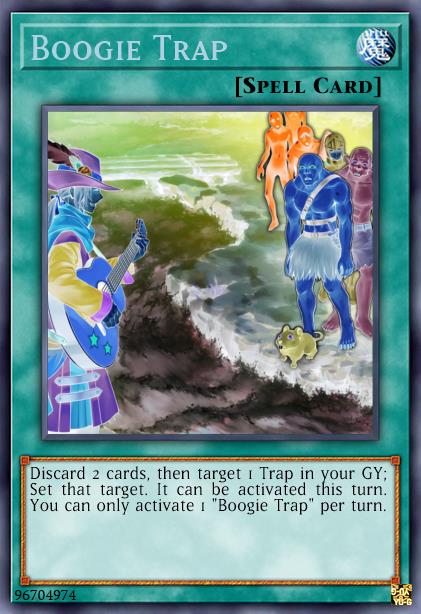 Boogie Trap
魔
[Spell Card]
Discard 2 cards, then target 1 Trap in your GY;
Set that target. It can be activated this turn.
You can only activate 1 "Boogie Trap" per turn.
96704974